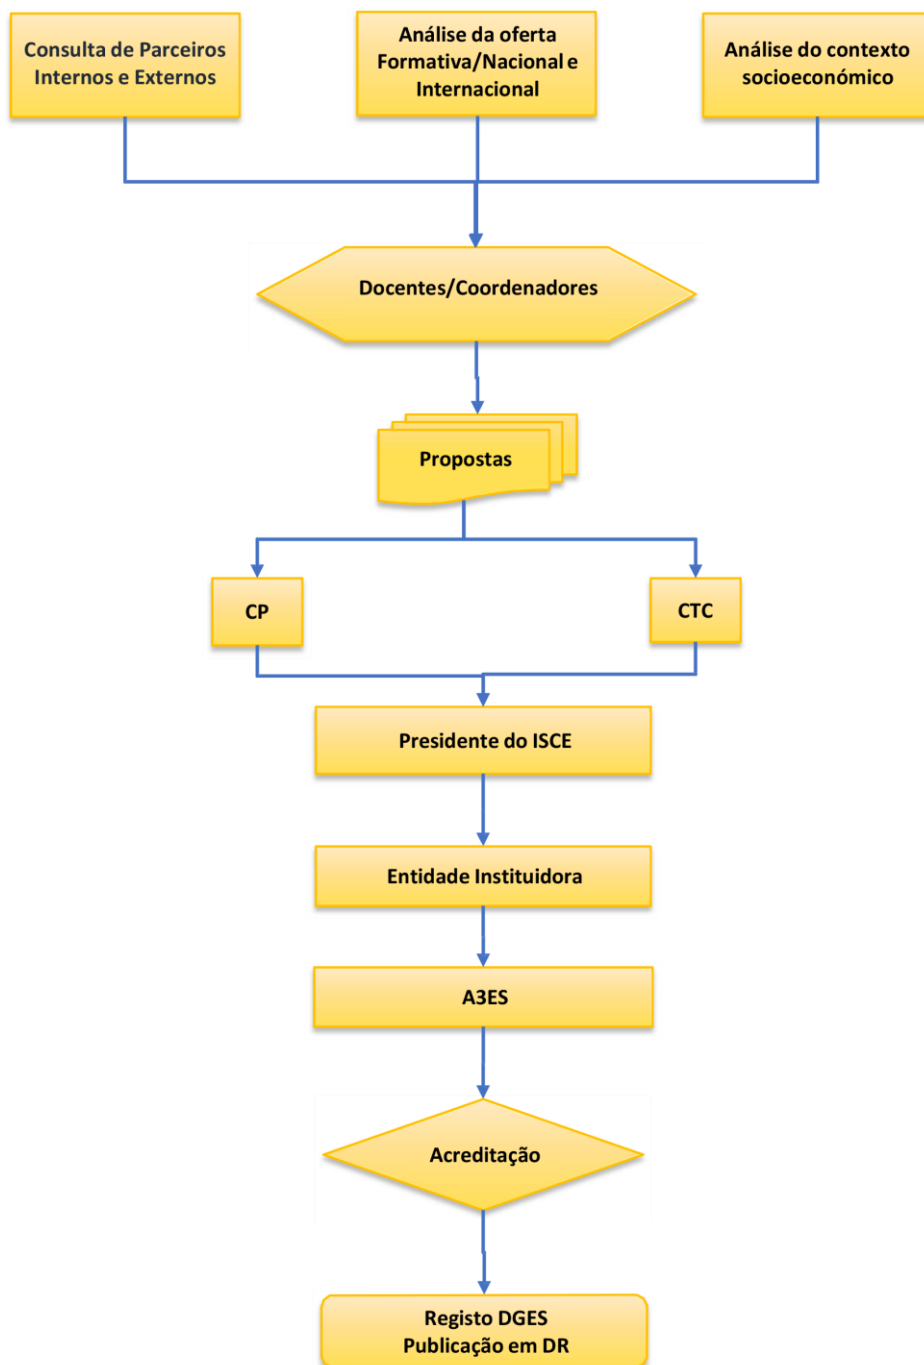 Consulta de Parceiros
Internos e Externos
Análise da oferta
Formativa/Nacional e
Internacional
Análise do contexto
socioeconómico
Docentes/Coordenadores
Propostas
CP
CTC
Presidente do ISCE
Entidade Instituidora
A3ES
Acreditação
Registo DGES
Publicação em DR